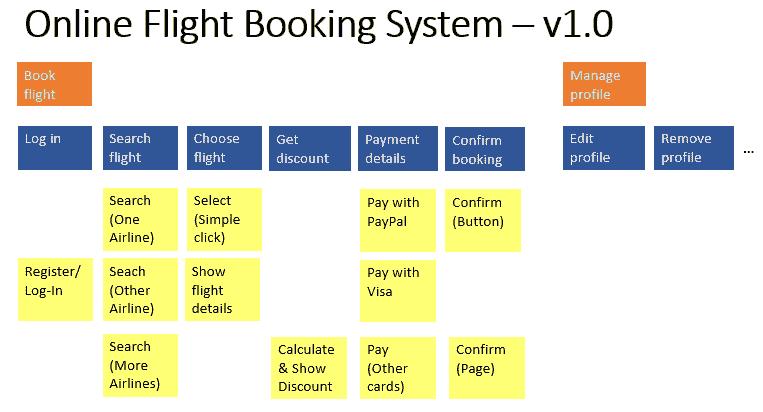 Online Flight Booking System – v1.0
Book
flight
Manage
profile
Log in
Search
flight
Choose
flight
Get
discount
Payment
details
Confirm
booking
Edit
profile
Remove
profile
...
Search
(One
Airline)
Select
(Simple
click)
Pay with
PayPal
Confirm
(Button)
Register/
Log-In
Seach
(Other
Airline)
Show
flight
details
Pay with
Visa
Search
(More
Airlines)
Calculate
& Show
Discount
Pay
(Other
cards)
Confirm
(Page)